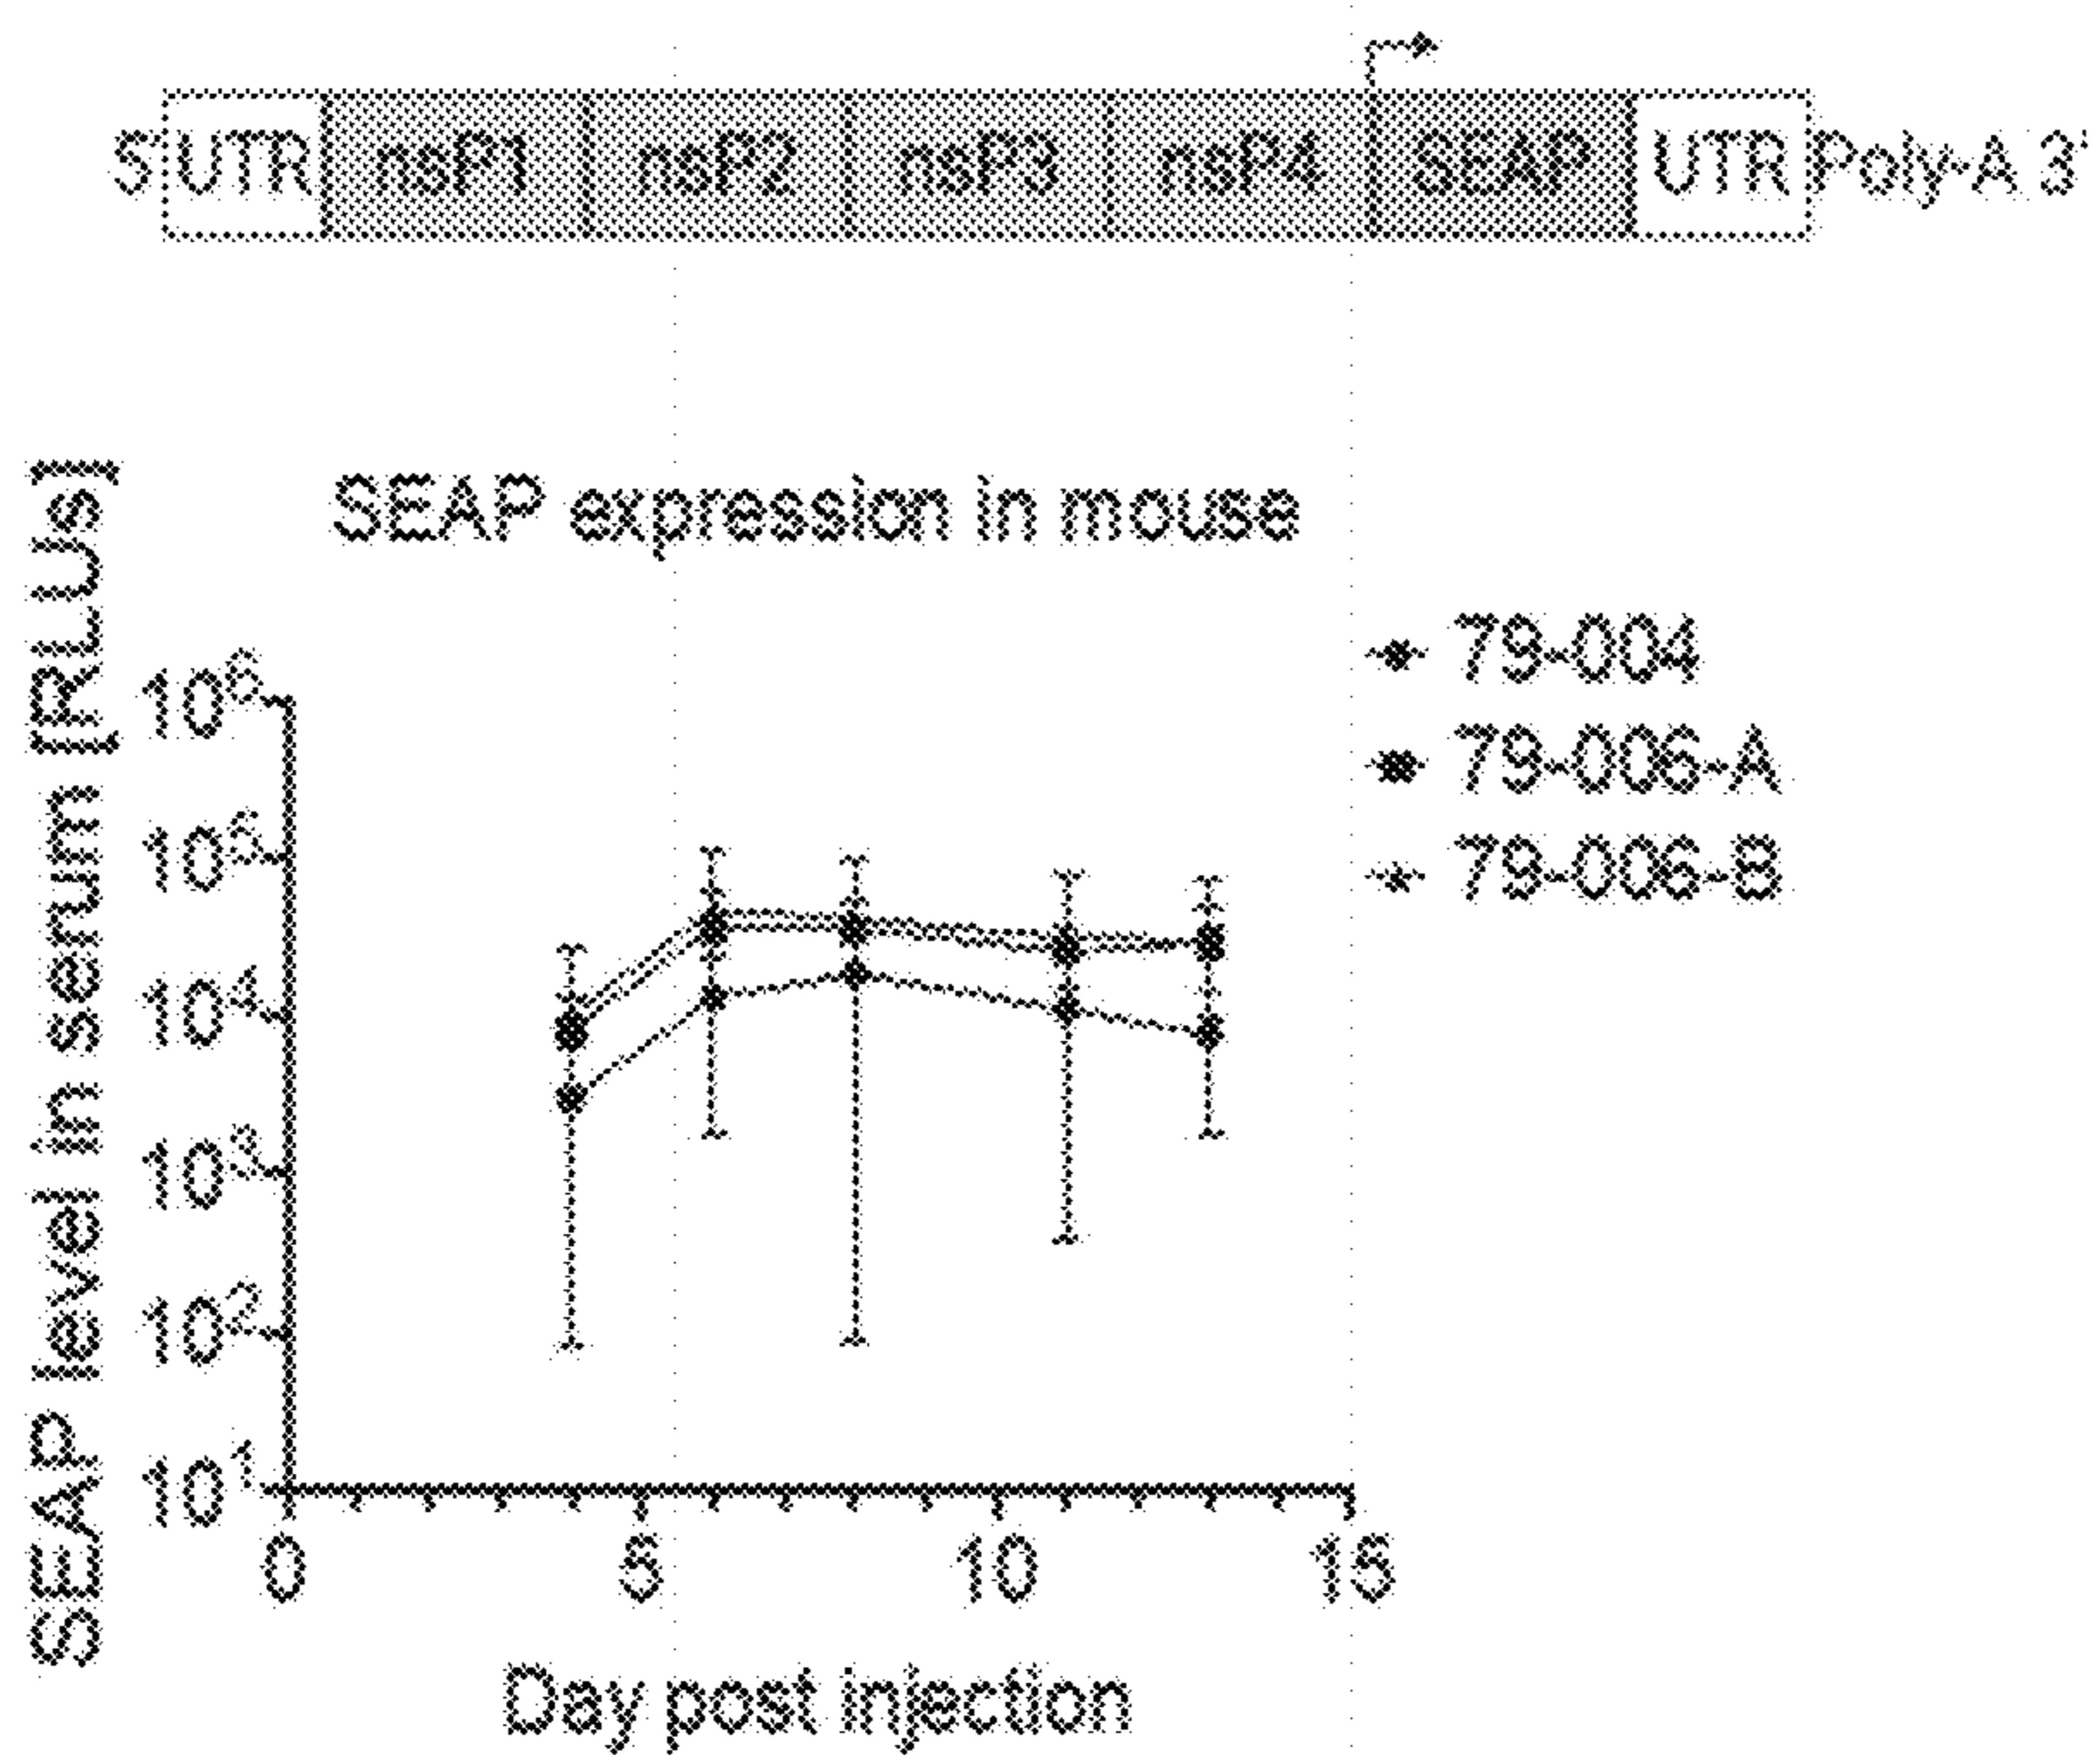 5' UTR nsP1 nsP2 nsP3 nsP4 SEAP UTR Poly-A 3'
SEAP expression in mouse
SEAP level in serum [RLUs]
10^6
10^5
10^4
10^3
10^2
10^1
0 5 10 15
Day post injection
79-004
79-006-A
79-006-B